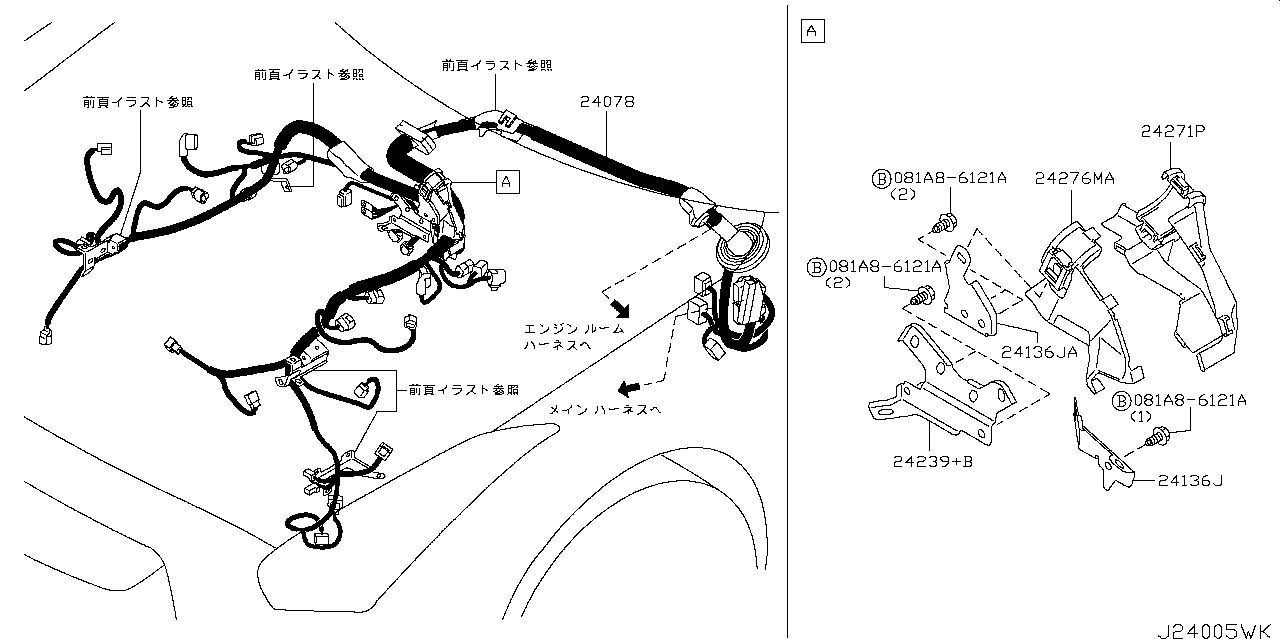 前頁イラスト参照
前頁イラスト参照
前頁イラスト参照
24078
A
エンジン ルーム
ハーネスへ
メイン ハーネスへ
前頁イラスト参照
A
24271P
24276MA
B081A8-6121A
(2)
B081A8-6121A
(2)
24136JA
B081A8-6121A
(1)
24239+B
24136J
J24005WK